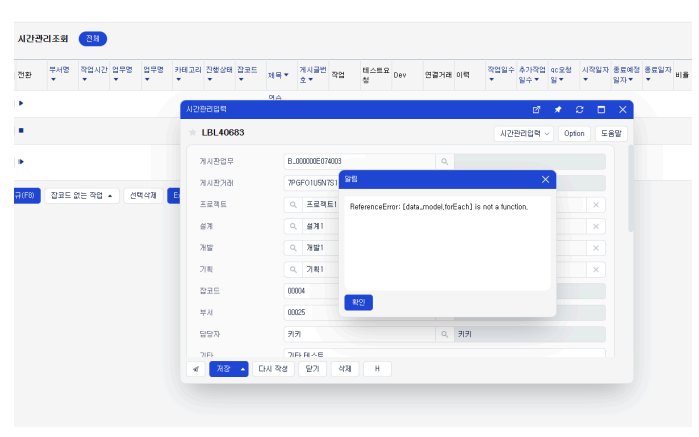 시간관리조회 전체
전환 부서명 작업시간 업무명 업무명 카테고리 진행상태 잡코드 제목 게시글번호 작업 테스트요청 Dev 연결거래 이력 작업일수 추가작업일수 qc요청일 시작일자 종료예정일자 종료일자 비율
규(F8) 잡코드 없는 작업 선택삭제
시간관리입력
LBL40683 시간관리입력 Option 도움말
게시판업무 B_000000E074003
게시판거래 7PGFO1U5N7S1
프로젝트 프로젝트1
설계 설계1
개발 개발1
기획 기획1
잡코드 00004
부서 00025
담당자 키키 키키
기타 기타 테스트
저장 다시 작성 닫기 삭제 H
알림
ReferenceError: [data_model,forEach] is not a function.
확인